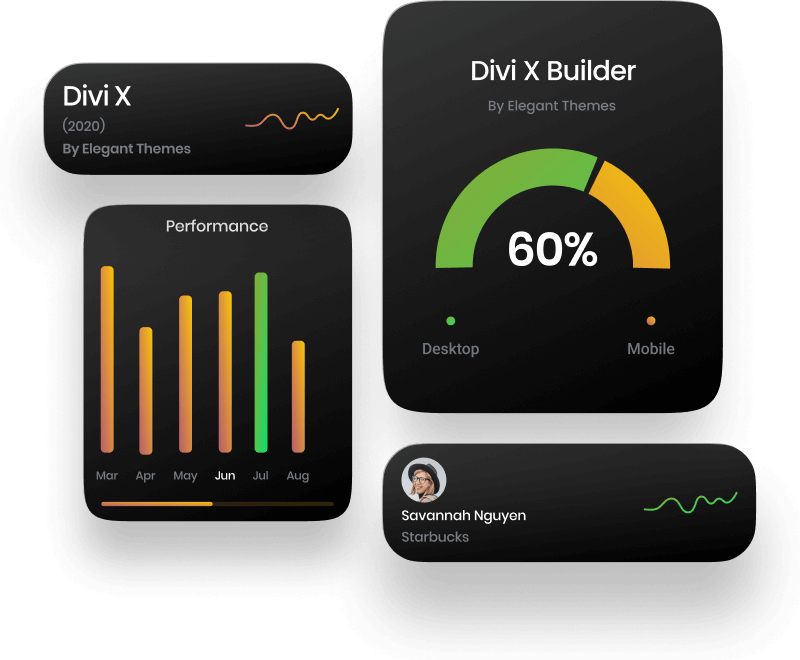 Divi X
(2020)
By Elegant Themes
Performance
Mar Apr May Jun Jul Aug
Divi X Builder
By Elegant Themes
60%
Desktop Mobile
Savannah Nguyen
Starbucks